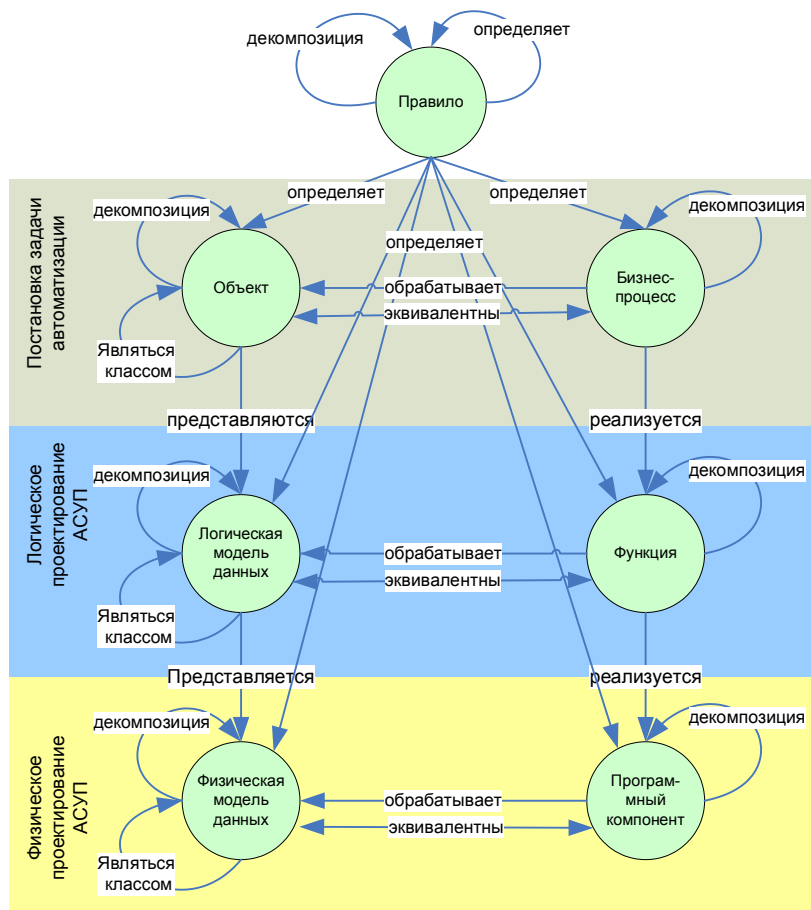 декомпозиция
определяет
Правило
Постановка задачи
автоматизации
определяет
определяет
декомпозиция
декомпозиция
определяет
Объект
Бизнес-
процесс
обрабатывает
эквивалентны
Являться
классом
представляются
реализуется
Логическое
проектирование
АСУП
декомпозиция
декомпозиция
Логическая
модель
данных
Функция
обрабатывает
эквивалентны
Являться
классом
Представляется
реализуется
Физическое
проектирование
АСУП
декомпозиция
декомпозиция
Физическая
модель
данных
Програм-
мный
компонент
обрабатывает
эквивалентны
Являться
классом